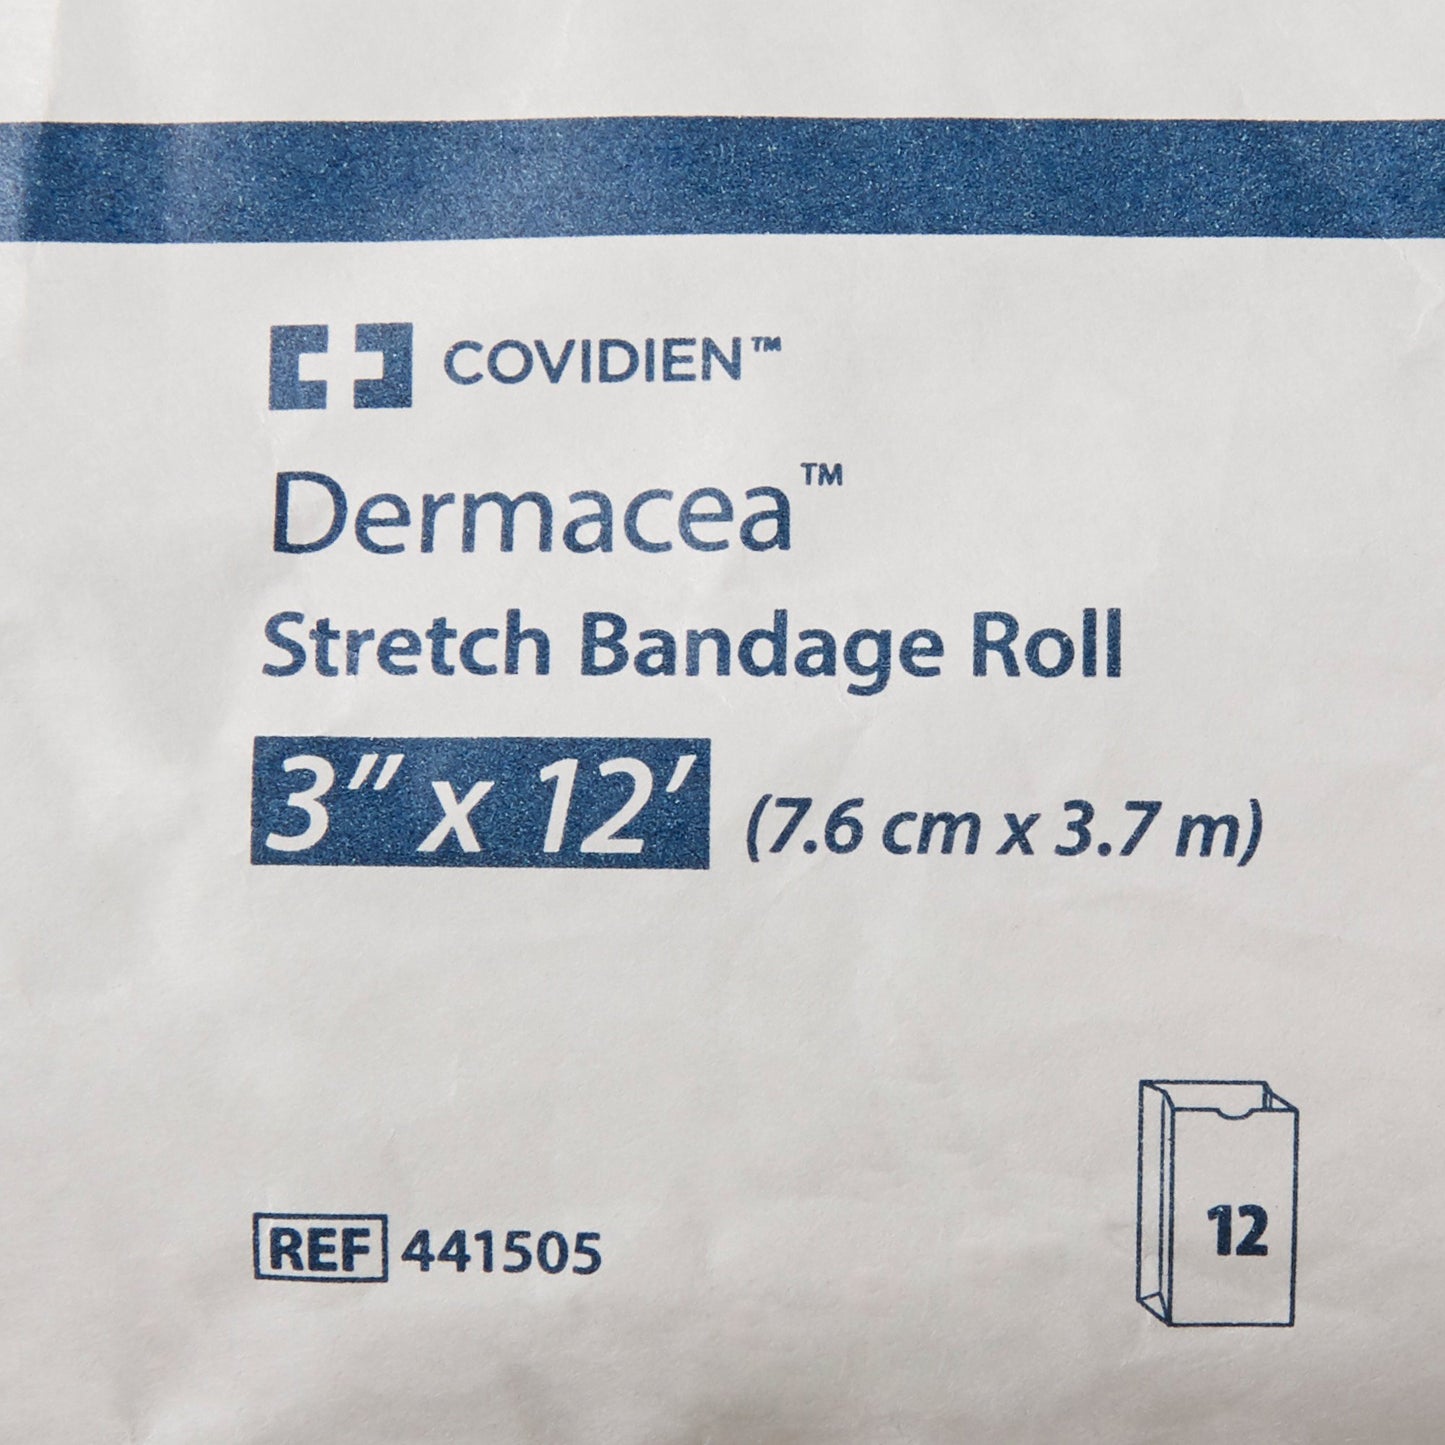 COVIDIEN™
Dermacea™
Stretch Bandage Roll
3" x 12' (7.6 cm x 3.7 m)
REF 441505
12